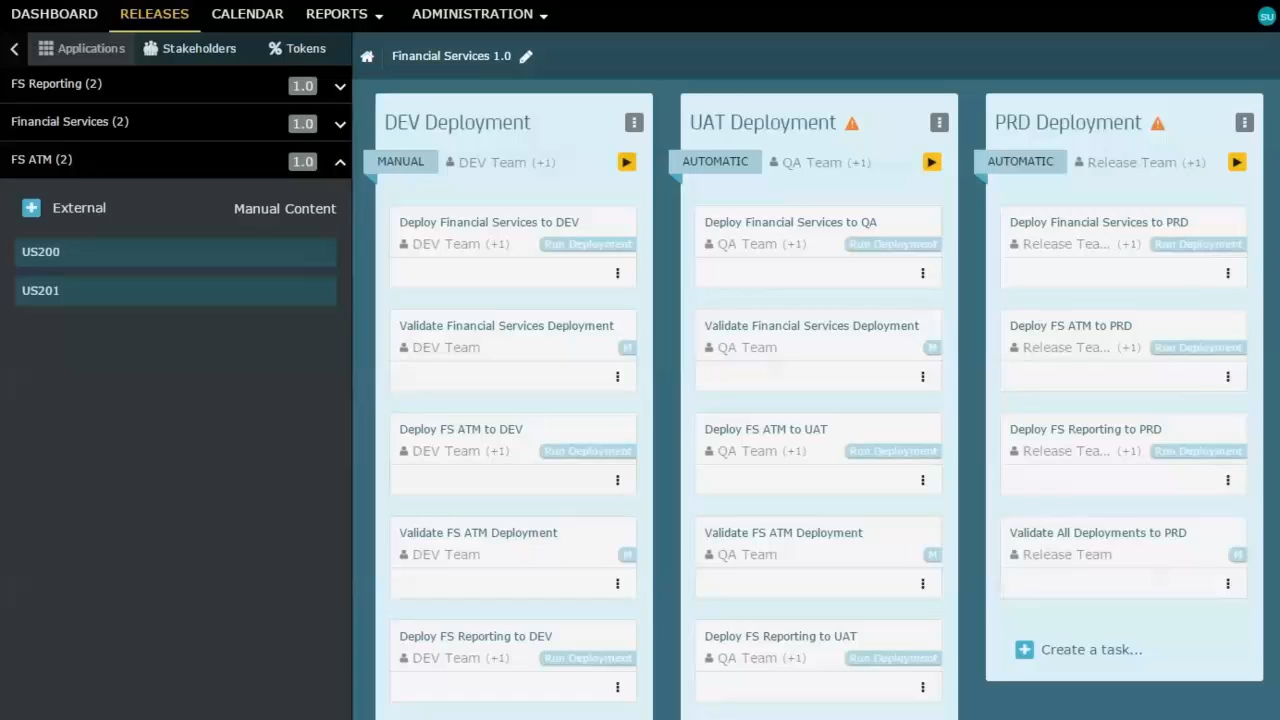 DASHBOARD RELEASES CALENDAR REPORTS ADMINISTRATION SU
Applications Stakeholders % Tokens
Financial Services 1.0
FS Reporting (2) 1.0
Financial Services (2) 1.0
FS ATM (2) 1.0
External Manual Content
US200
US201
DEV Deployment
MANUAL DEV Team (+1)
Deploy Financial Services to DEV
DEV Team (+1) Run Deployment
Validate Financial Services Deployment
DEV Team M
Deploy FS ATM to DEV
DEV Team (+1) Run Deployment
Validate FS ATM Deployment
DEV Team M
Deploy FS Reporting to DEV
DEV Team (+1) Run Deployment
UAT Deployment
AUTOMATIC QA Team (+1)
Deploy Financial Services to QA
QA Team (+1) Run Deployment
Validate Financial Services Deployment
QA Team M
Deploy FS ATM to UAT
QA Team (+1) Run Deployment
Validate FS ATM Deployment
QA Team M
Deploy FS Reporting to UAT
QA Team (+1) Run Deployment
PRD Deployment
AUTOMATIC Release Team (+1)
Deploy Financial Services to PRD
Release Tea... (+1) Run Deployment
Deploy FS ATM to PRD
Release Tea... (+1) Run Deployment
Deploy FS Reporting to PRD
Release Tea... (+1) Run Deployment
Validate All Deployments to PRD
Release Team M
Create a task...